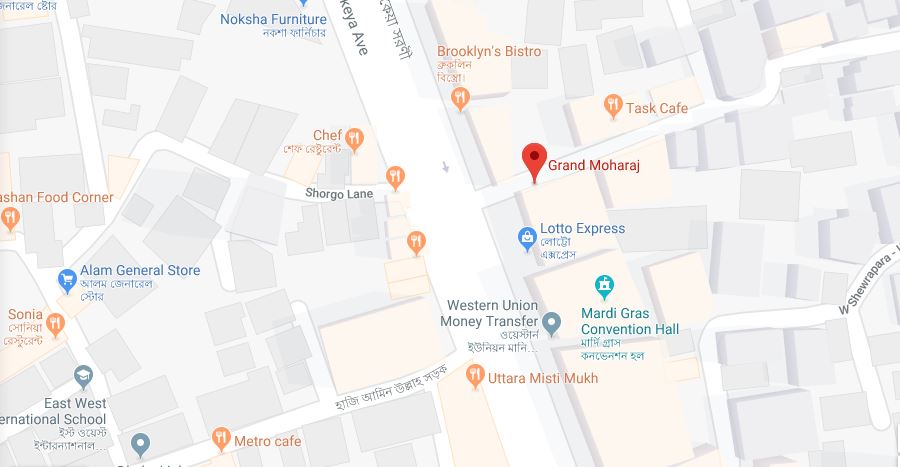 জেনারেল স্টোর
Noksha Furniture
নকশা ফার্নিচার
keya Ave
কেয়া সরণী
Brooklyn's Bistro
ব্রুকলিন
বিস্ট্রো।
Task Cafe
Chef
শেফ রেষ্টুরেন্ট
Grand Moharaj
Shorgo Lane
ashan Food Corner
Lotto Express
লোট্টো
এক্সপ্রেস
Alam General Store
আলম জেনারেল
স্টোর
W Shewrapara -
Mardi Gras
Convention Hall
মার্দি গ্রাস
কনভেনশন হল
Western Union
Money Transfer
ওয়েস্টার্ন
ইউনিয়ন মানি...
Sonia
সোনিয়া
রেস্টুরেন্ট
Uttara Misti Mukh
হাজি আমিন উল্লাহ সড়ক
East West
ernational School
ইস্ট ওয়েস্ট
ইন্টারন্যাশনাল...
Metro cafe